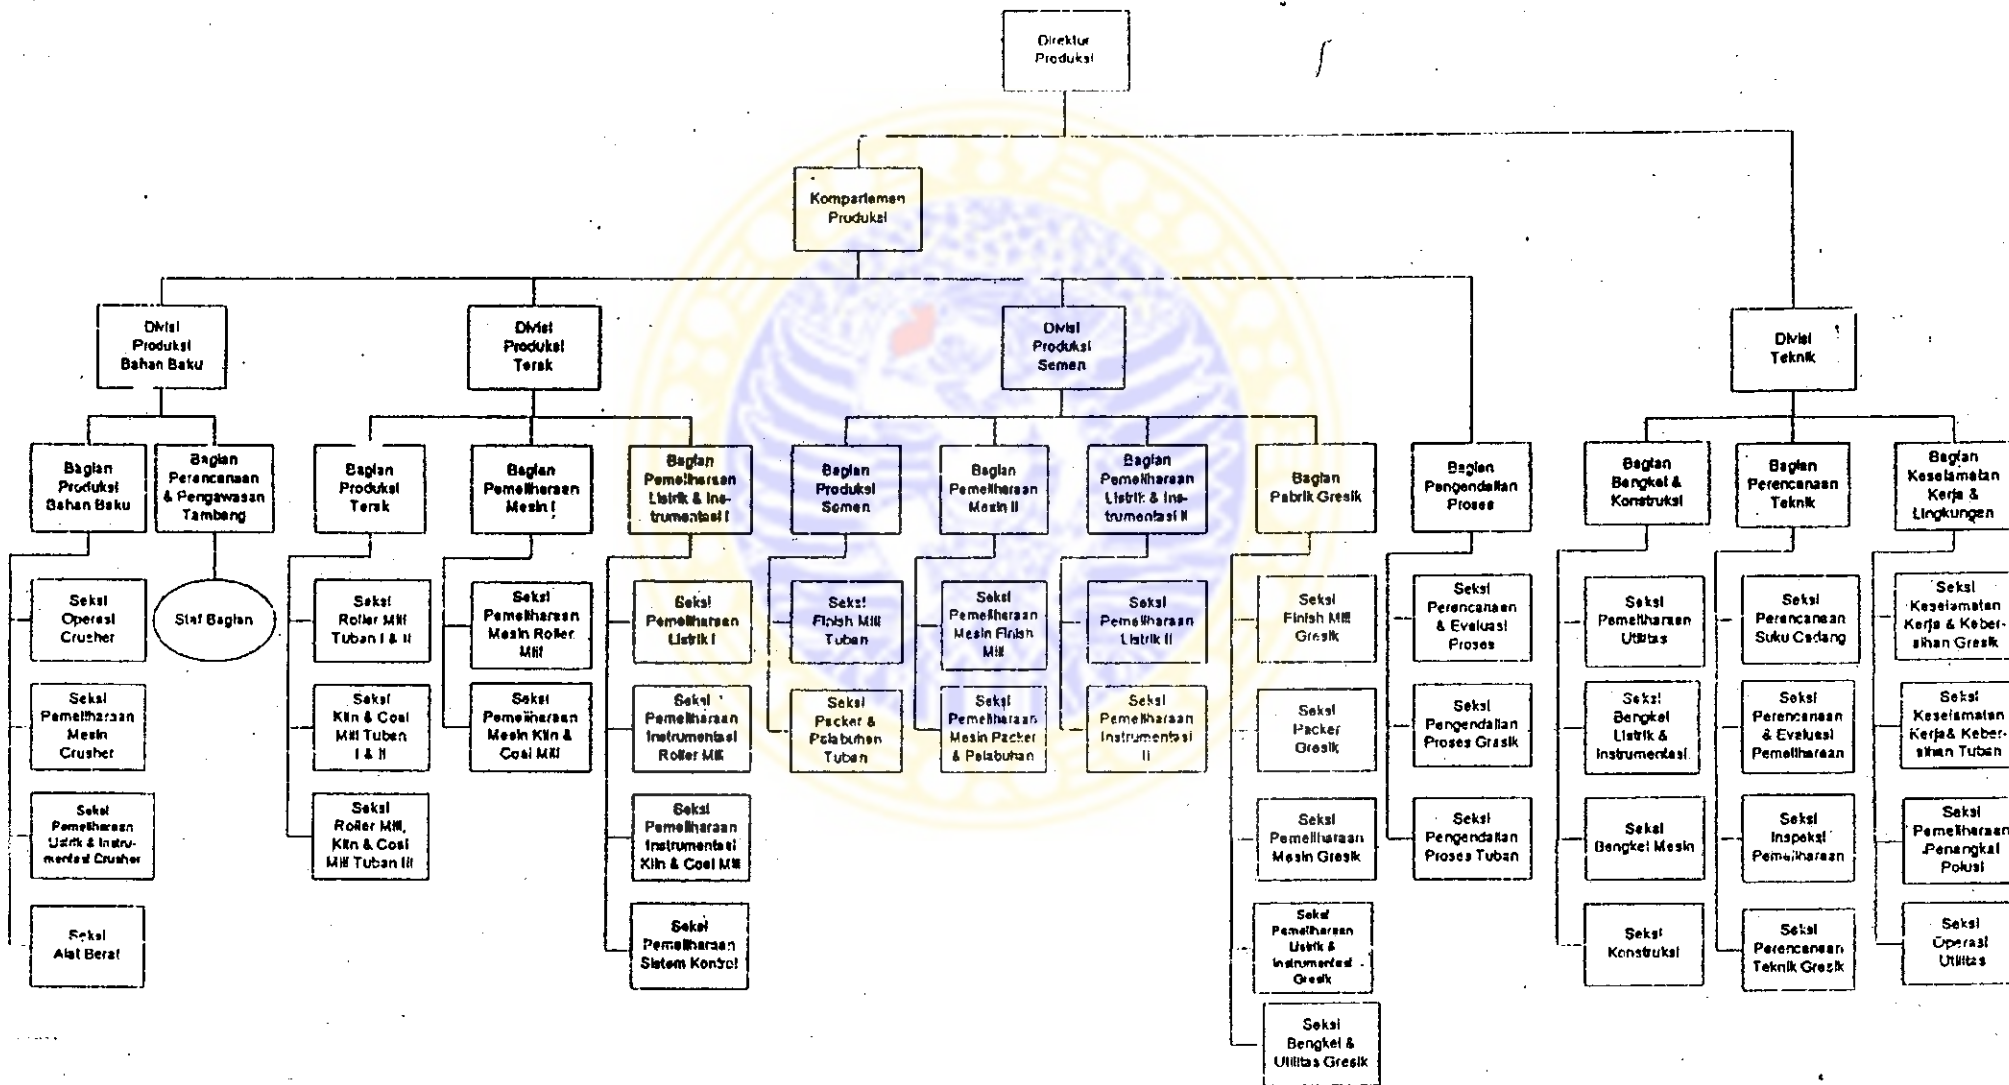 Direktur
Produksi
Kompartemen
Produksi
Divisi
Produksi
Bahan Baku
Divisi
Produksi
Terak
Divisi
Produksi
Semen
Divisi
Teknik
Bagian
Produksi
Bahan Baku
Bagian
Perencanaan
& Pengawasan
Tambang
Bagian
Produksi
Terak
Bagian
Pemeliharaan
Mesin I
Bagian
Pemeliharaan
Listrik & Ins-
trumentasi I
Bagian
Produksi
Semen
Bagian
Pemeliharaan
Mesin II
Bagian
Pemeliharaan
Listrik & Ins-
trumentasi II
Bagian
Pabrik Gresik
Bagian
Pengendalian
Proses
Bagian
Bengkel &
Konstruksi
Bagian
Perencanaan
Teknik
Bagian
Keselamatan
Kerja &
Lingkungan
Seksi
Operasi
Crusher
Staf Bagian
Seksi
Roller Mill
Tuban I & II
Seksi
Pemeliharaan
Mesin Roller
Mill
Seksi
Pemeliharaan
Listrik I
Seksi
Finish Mill
Tuban
Seksi
Pemeliharaan
Mesin Finish
Mill
Seksi
Pemeliharaan
Listrik II
Seksi
Finish Mill
Gresik
Seksi
Perencanaan
& Evaluasi
Proses
Seksi
Pemeliharaan
Utilitas
Seksi
Perencanaan
Suku Cadang
Seksi
Keselamatan
Kerja & Keber-
sihan Gresik
Seksi
Pemeliharaan
Mesin
Crusher
Seksi
Kiln & Coal
Mill Tuban
I & II
Seksi
Pemeliharaan
Mesin Kiln &
Coal Mill
Seksi
Pemeliharaan
Instrumentasi
Roller Mill
Seksi
Packer &
Pelabuhan
Tuban
Seksi
Pemeliharaan
Mesin Packer
& Pelabuhan
Seksi
Pemeliharaan
Instrumentasi
II
Seksi
Packer
Gresik
Seksi
Pengendalian
Proses Gresik
Seksi
Bengkel
Listrik &
Instrumentasi
Seksi
Perencanaan
& Evaluasi
Pemeliharaan
Seksi
Keselamatan
Kerja& Keber-
sihan Tuban
Seksi
Pemeliharaan
Listrik & Instru-
mentasi Crusher
Seksi
Roller Mill,
Kiln & Coal
Mill Tuban III
Seksi
Pemeliharaan
Instrumentasi
Kiln & Coal Mill
Seksi
Pemeliharaan
Mesin Gresik
Seksi
Pengendalian
Proses Tuban
Seksi
Bengkel Mesin
Seksi
Inspeksi
Pemeliharaan
Seksi
Pemeliharaan
Penangkal
Polusi
Seksi
Alat Berat
Seksi
Pemeliharaan
Sistem Kontrol
Seksi
Pemeliharaan
Listrik &
Instrumentasi
Gresik
Seksi
Konstruksi
Seksi
Perencanaan
Teknik Gresik
Seksi
Operasi
Utilitas
Seksi
Bengkel &
Utilitas Gresik